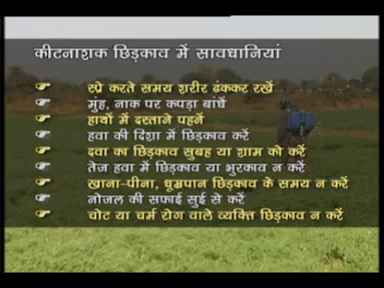 कीटनाशक छिड़काव में सावधानियां
स्प्रे करते समय शरीर ढंककर रखें
मुंह, नाक पर कपड़ा बांधें
हाथों में दस्ताने पहनें
हवा की दिशा में छिड़काव करें
दवा का छिड़काव सुबह या शाम को करें
तेज हवा में छिड़काव या भुरकाव न करें
खाना-पीना, धूम्रपान छिड़काव के समय न करें
नोजल की सफाई सुई से करें
चोट या चर्म रोग वाले व्यक्ति छिड़काव न करें